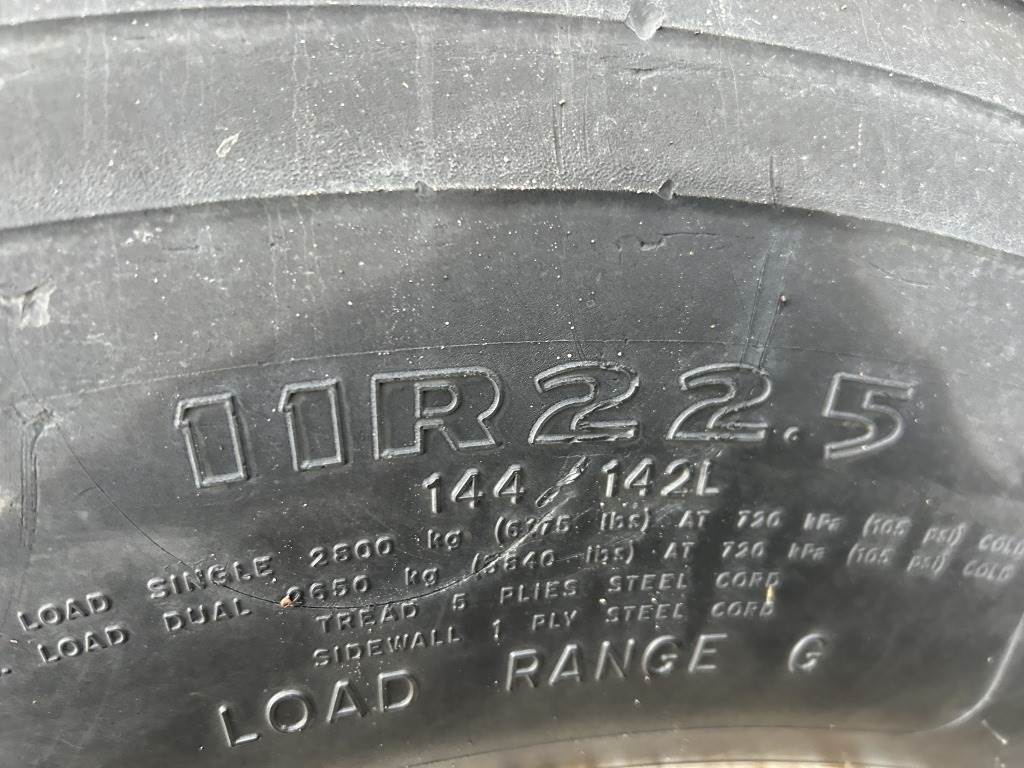 11R22.5
144/142L
LOAD SINGLE 2800 kg (6175 lbs) AT 720 kPa (105 psi) COLD
LOAD DUAL 2650 kg (5840 lbs) AT 720 kPa (105 psi) COLD
TREAD 5 PLIES STEEL CORD
SIDEWALL 1 PLY STEEL CORD
LOAD RANGE G